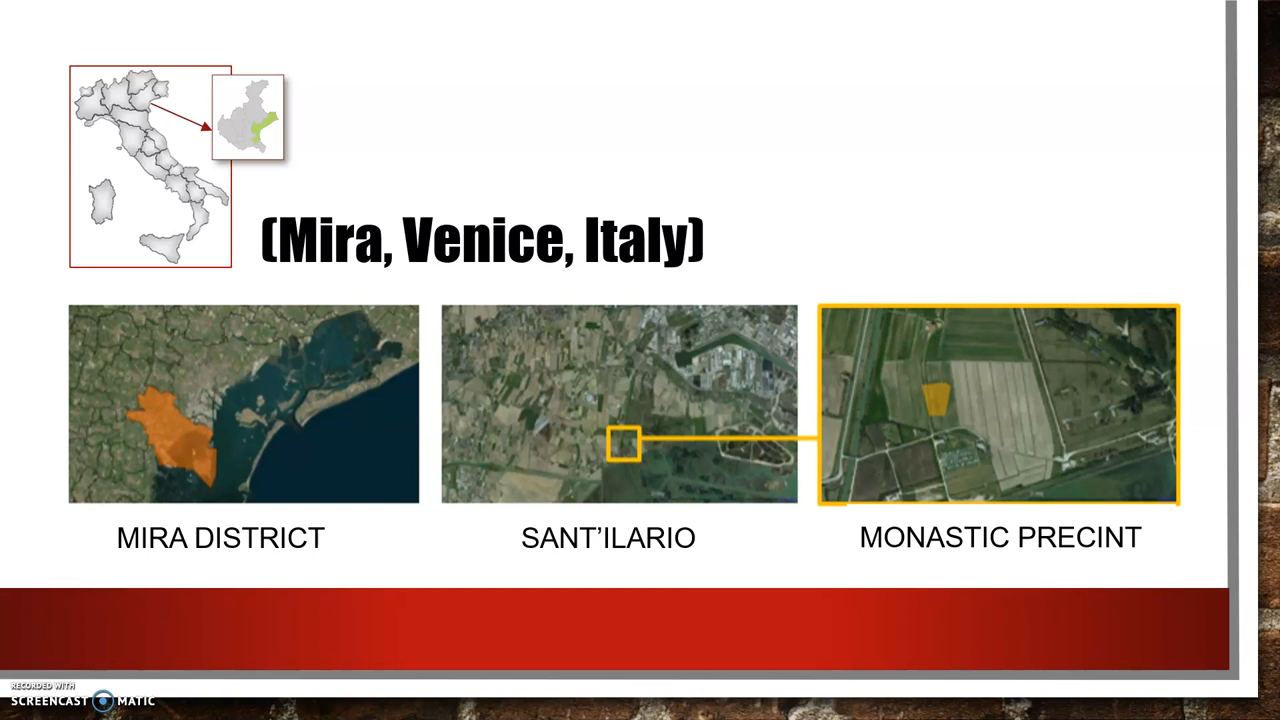 (Mira, Venice, Italy)
MIRA DISTRICT
SANT’ILARIO
MONASTIC PRECINT
RECORDED WITH
SCREENCAST MATIC